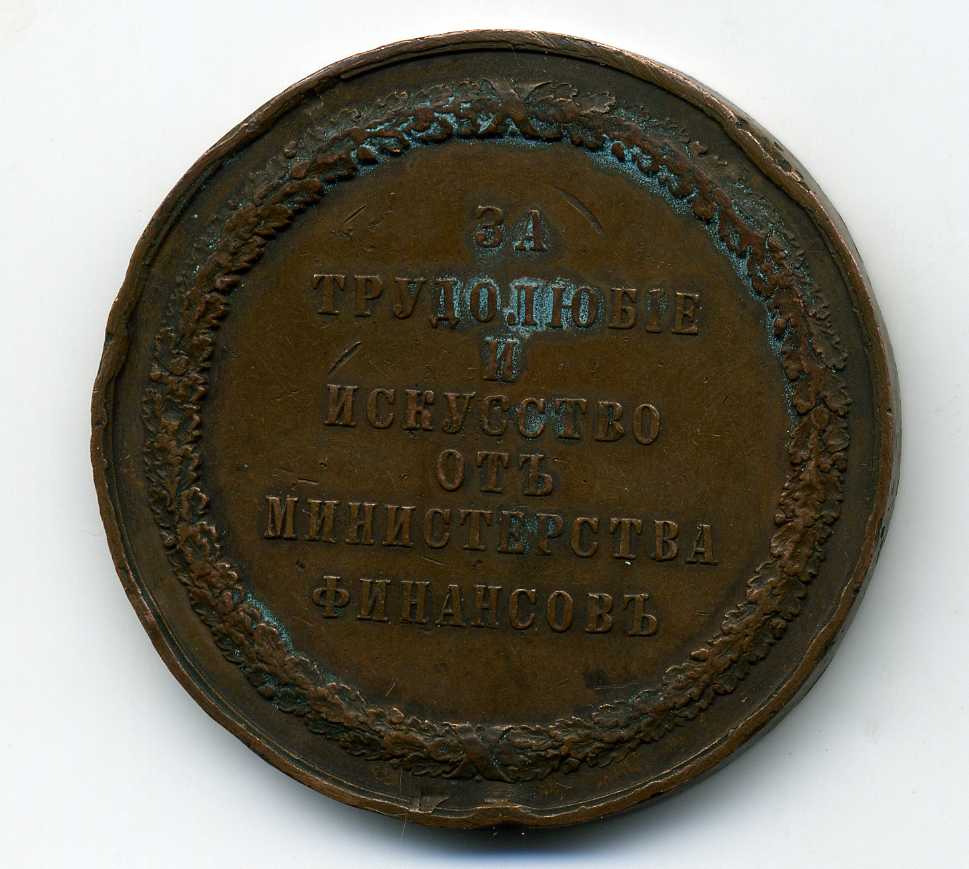 ЗА
ТРУДОЛЮБІЕ
И
ИСКУССТВО
ОТЪ
МИНИСТЕРСТВА
ФИНАНСОВЪ